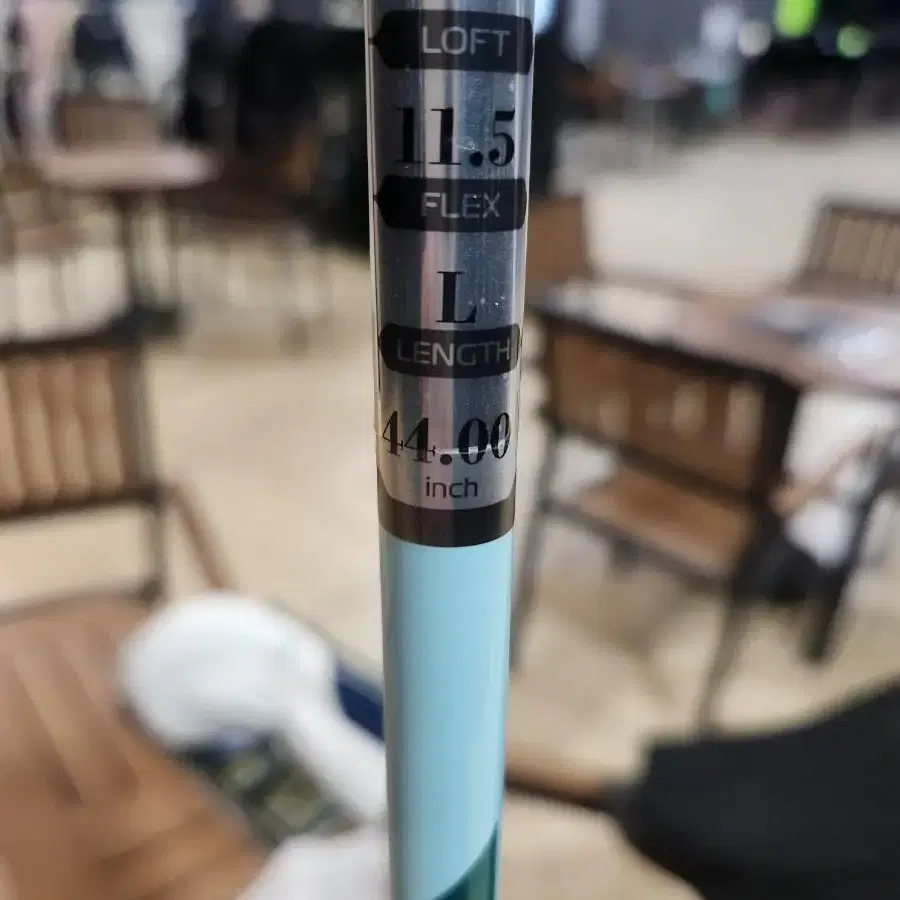 LOFT
11.5
FLEX
L
LENGTH
44.00
inch